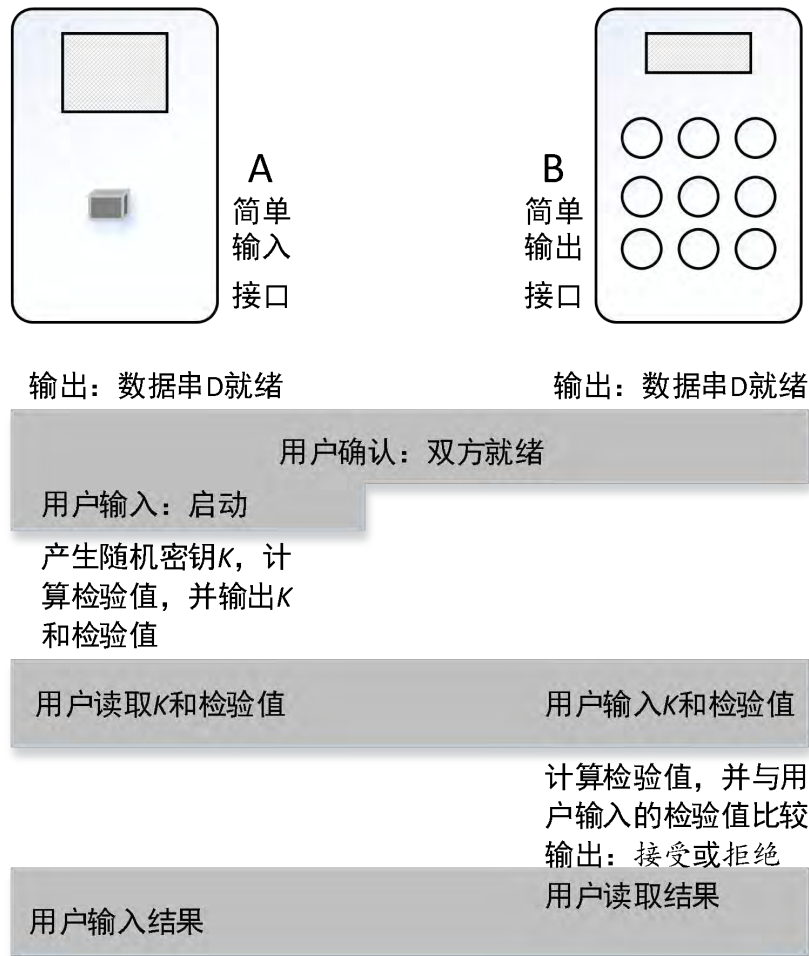 A
简单
输入
接口
B
简单
输出
接口
输出：数据串D就绪
输出：数据串D就绪
用户确认：双方就绪
用户输入：启动
产生随机密钥K，计
算检验值，并输出K
和检验值
用户读取K和检验值
用户输入K和检验值
计算检验值，并与用
户输入的检验值比较
输出：接受或拒绝
用户读取结果
用户输入结果